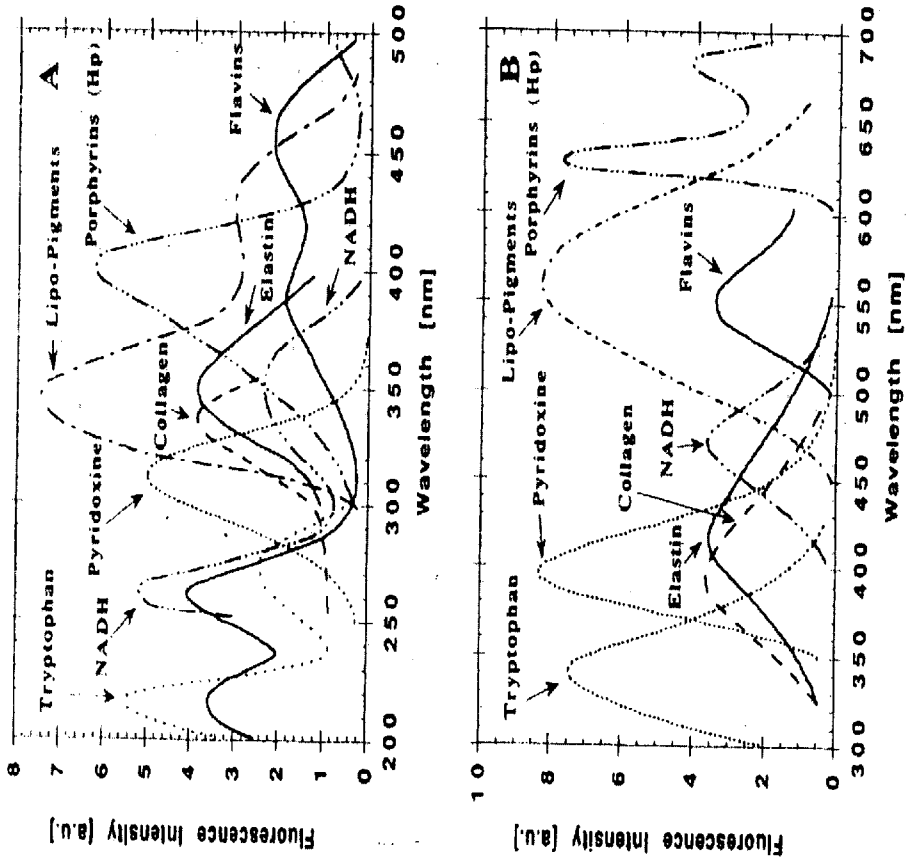 A
Fluorescence Intensity [a.u.]
8
7
6
5
4
3
2
1
0
Tryptophan
NADH
Pyridoxine
Collagen
Lipo-Pigments
Porphyrins (Hp)
Elastin
NADH
Flavins
200
250
300
350
400
450
500
Wavelength [nm]
B
Fluorescence Intensity [a.u.]
10
8
6
4
2
0
Tryptophan
Pyridoxine
Elastin
Collagen
NADH
Lipo-Pigments
Porphyrins (Hp)
Flavins
300
350
400
450
500
550
600
650
700
Wavelength [nm]